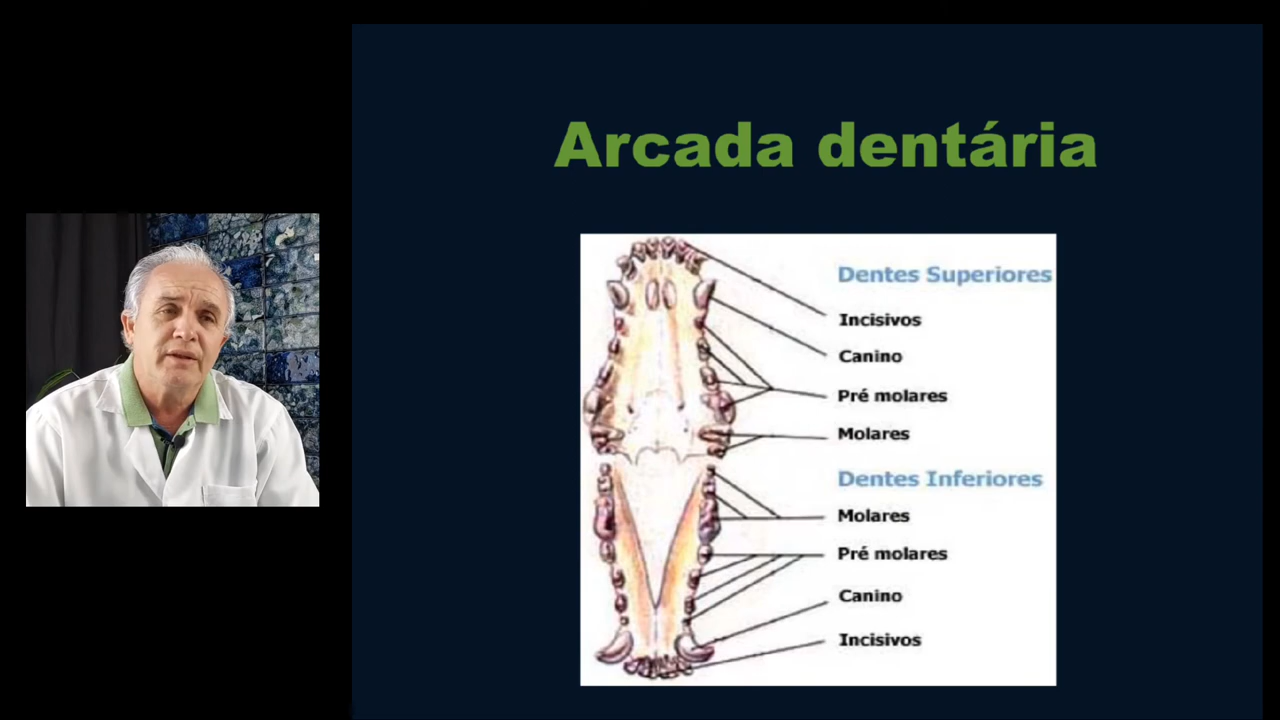 Arcada dentária
Dentes Superiores
Incisivos
Canino
Pré molares
Molares
Dentes Inferiores
Molares
Pré molares
Canino
Incisivos